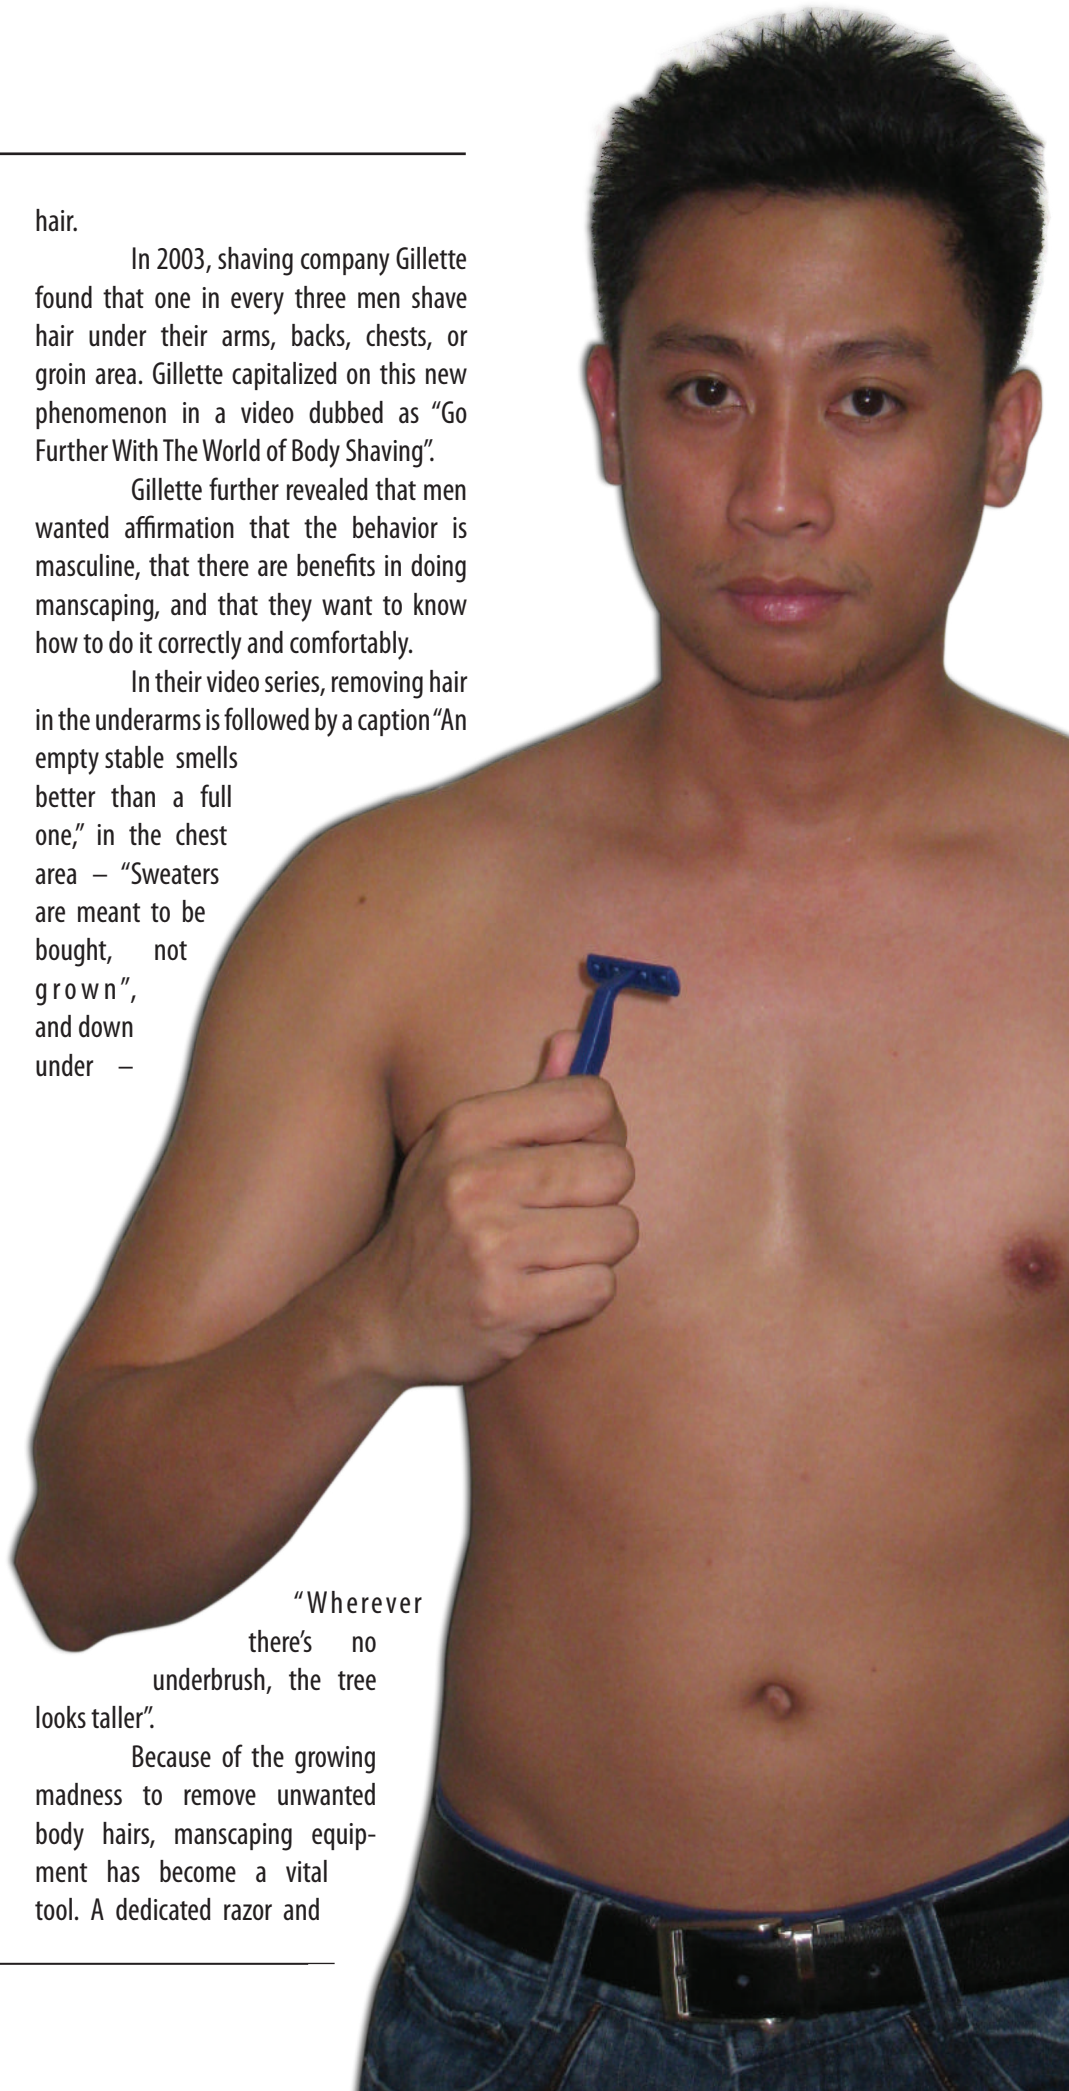 hair.
In 2003, shaving company Gillette
found that one in every three men shave
hair under their arms, backs, chests, or
groin area. Gillette capitalized on this new
phenomenon in a video dubbed as “Go
Further With The World of Body Shaving”.
Gillette further revealed that men
wanted affirmation that the behavior is
masculine, that there are benefits in doing
manscaping, and that they want to know
how to do it correctly and comfortably.
In their video series, removing hair
in the underarms is followed by a caption “An
empty stable smells
better than a full
one,” in the chest
area – “Sweaters
are meant to be
bought, not
grown”,
and down
under –
“Wherever
there’s no
underbrush, the tree
looks taller”.
Because of the growing
madness to remove unwanted
body hairs, manscaping equip-
ment has become a vital
tool. A dedicated razor and